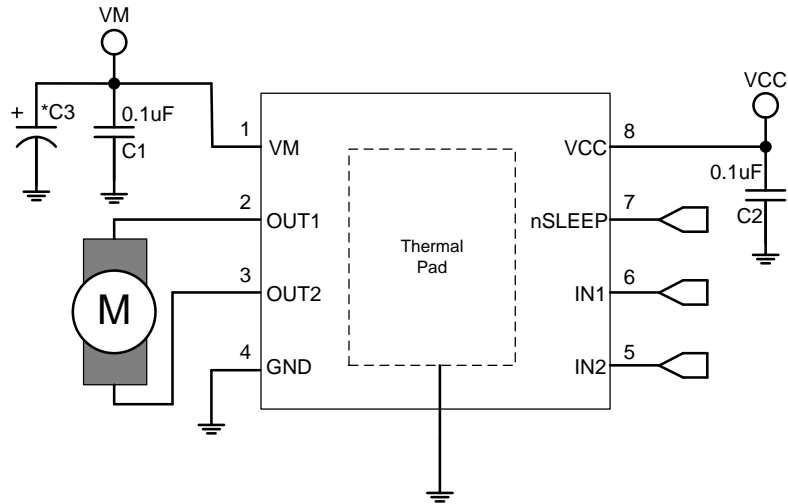 VM
VCC
+ *C3
0.1uF
C1
1
VM
VCC
8
0.1uF
C2
2
OUT1
nSLEEP
7
Thermal
Pad
3
OUT2
IN1
6
M
4
GND
IN2
5